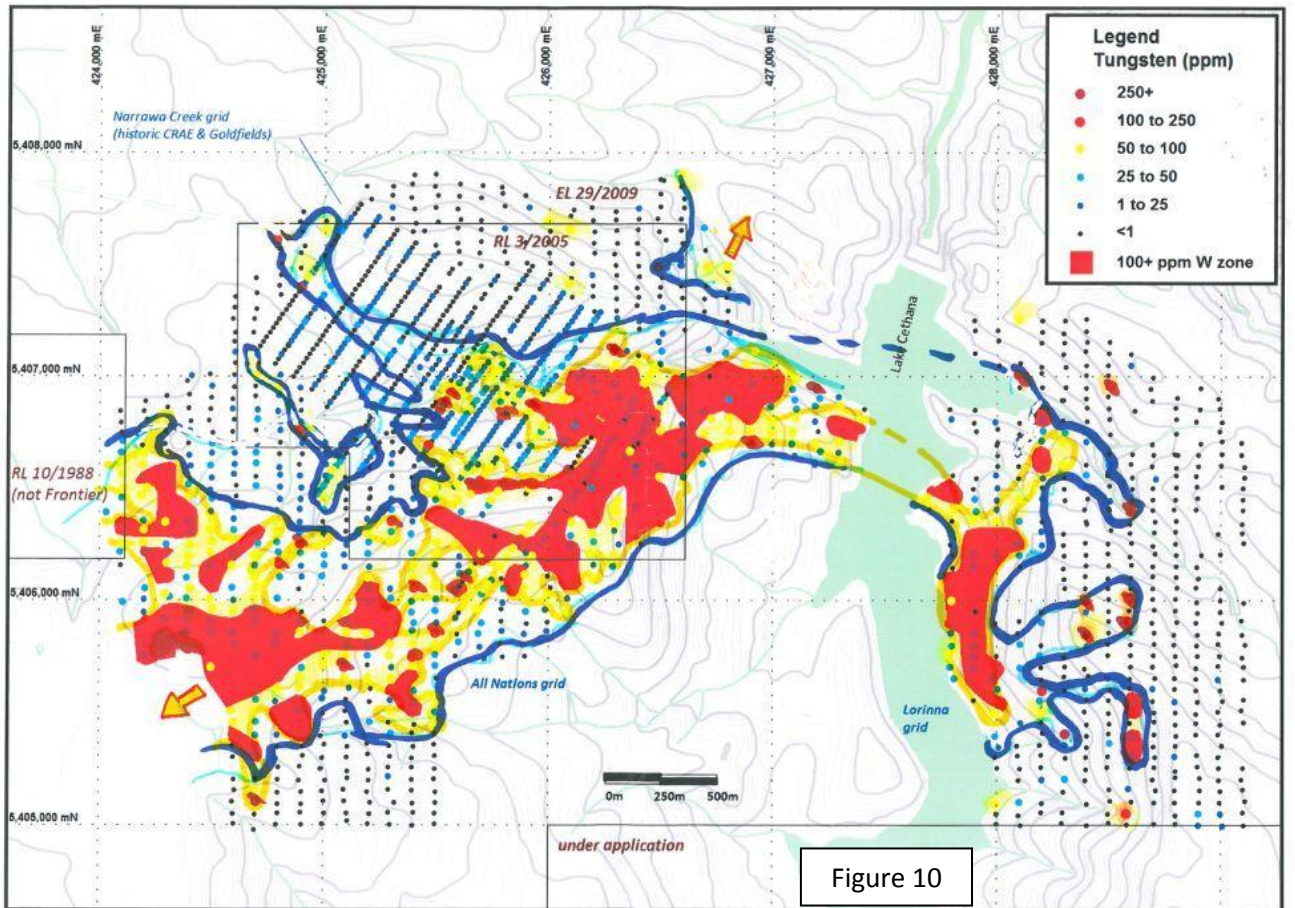 424,000 mE
425,000 mE
426,000 mE
427,000 mE
428,000 mE
Legend
Tungsten (ppm)
250+
100 to 250
50 to 100
25 to 50
1 to 25
<1
100+ ppm W zone
Narrawa Creek grid
(historic CRAE & Goldfields)
5,408,000 mN
EL 29/2009
RL 3/2005
Lake Cethana
5,407,000 mN
RL 10/1988
(not Frontier)
5,406,000 mN
All Nations grid
Lorinna
grid
0m 250m 500m
5,405,000 mN
under application
Figure 10